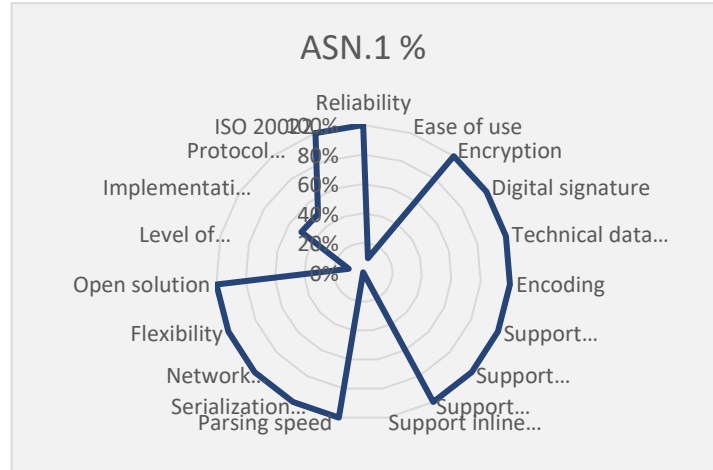 ASN.1 %
Reliability
Ease of use
Encryption
Digital signature
Technical data...
Encoding
Support...
Support...
Support...
Support inline...
Parsing speed
Serialization...
Network...
Flexibility
Open solution
Level of...
Implementati...
Protocol...
ISO 20022
100%
80%
60%
40%
20%
0%